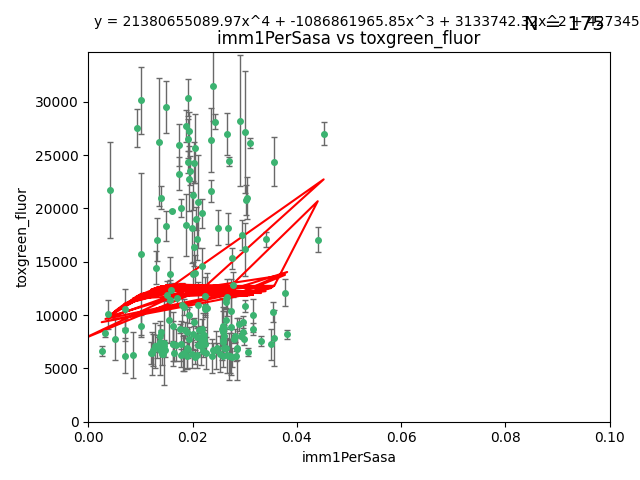 y = 21380655089.97x^4 + -1086861965.85x^3 + 3133742.
N = 173
imm1PerSasa vs toxgreen_fluor
toxgreen_fluor
30000
25000
20000
15000
10000
5000
0
0.00 0.02 0.04 0.06 0.08 0.10
imm1PerSasa